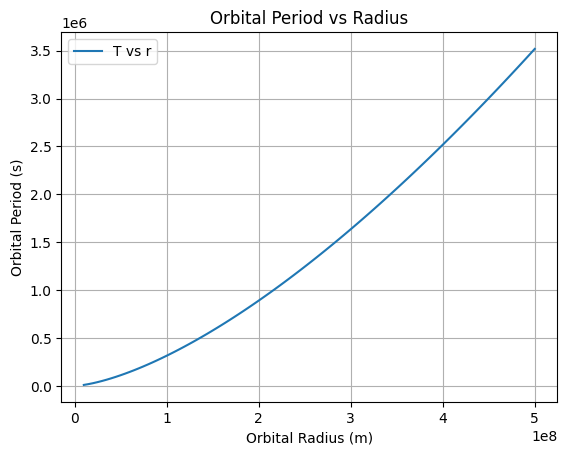 Orbital Period vs Radius
1e6
T vs r
3.5
3.0
2.5
2.0
1.5
1.0
0.5
0.0
Orbital Period (s)
0 1 2 3 4 5
1e8
Orbital Radius (m)